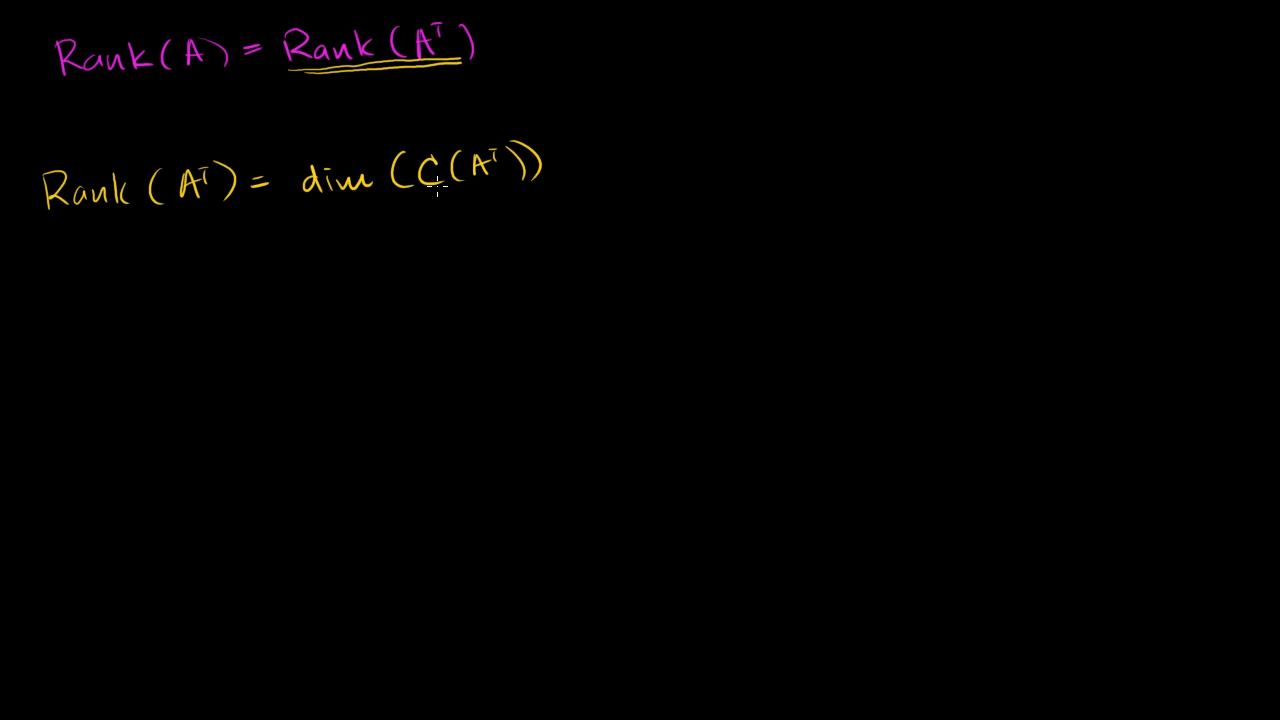 Rank(A) = Rank(Aᵀ)
Rank(Aᵀ) = dim(C(Aᵀ))